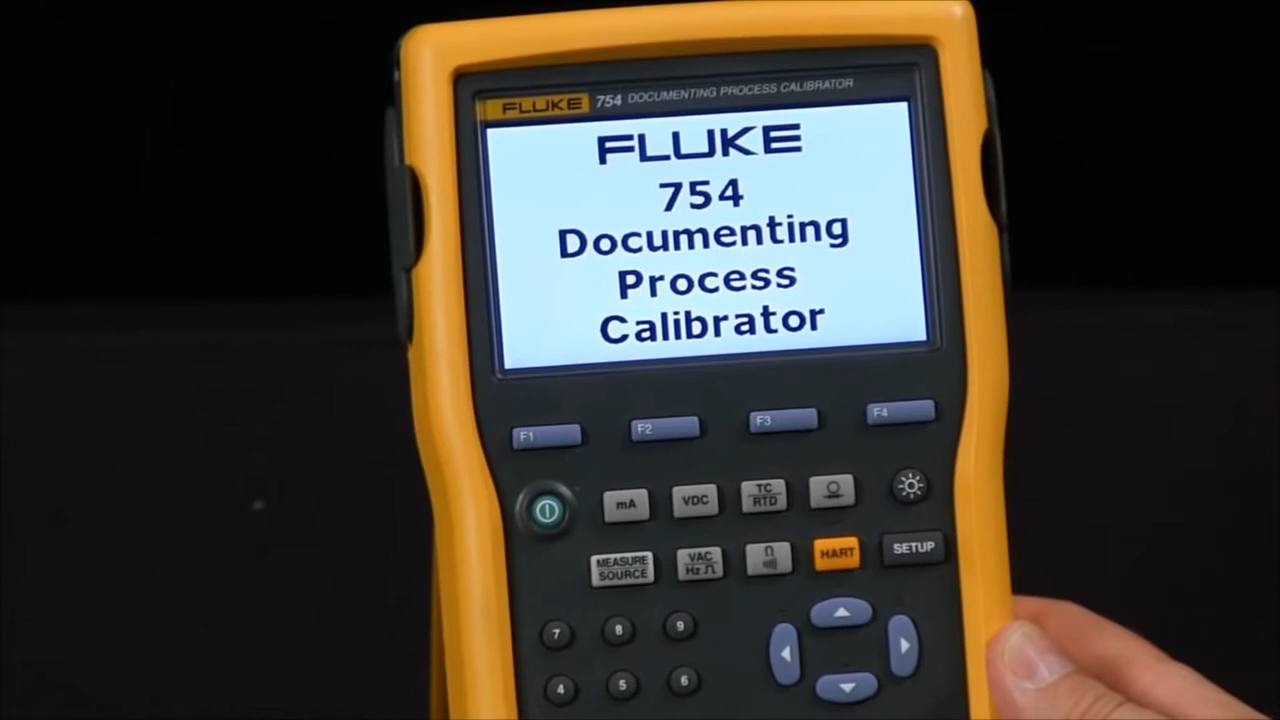 FLUKE 754 DOCUMENTING PROCESS CALIBRATOR
FLUKE
754
Documenting
Process
Calibrator
F1 F2 F3 F4
mA VDC TC RTD
MEASURE SOURCE VAC Hz Ω HART SETUP
7 8 9
4 5 6